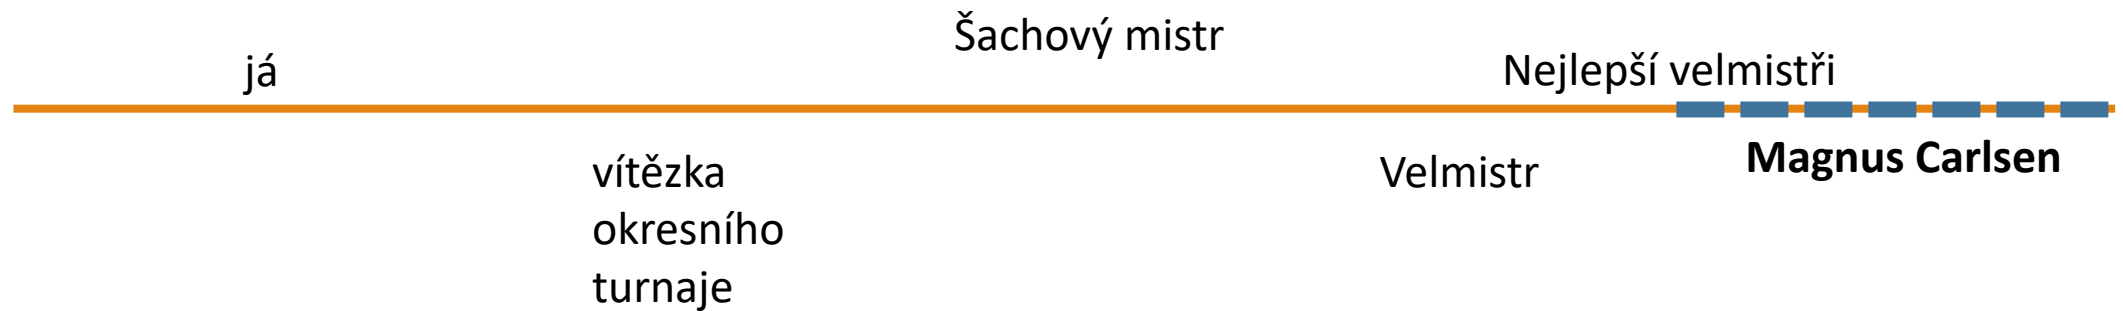 Šachový mistr
já
Nejlepší velmistři
Magnus Carlsen
vítězka
okresního
turnaje
Velmistr